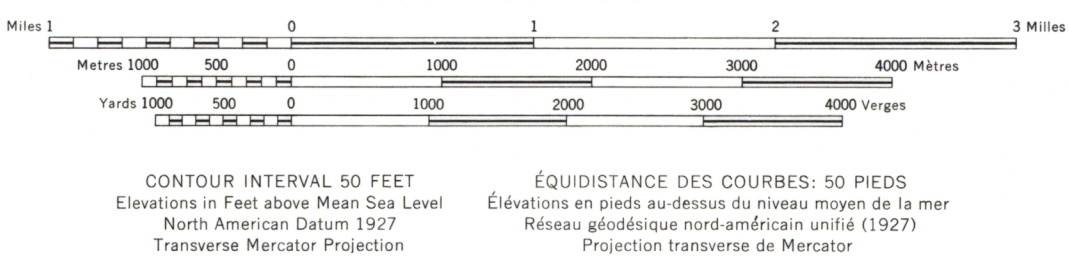 Miles 1 0 1 2 3 Milles
Metres 1000 500 0 1000 2000 3000 4000 Mètres
Yards 1000 500 0 1000 2000 3000 4000 Verges
CONTOUR INTERVAL 50 FEET
Elevations in Feet above Mean Sea Level
North American Datum 1927
Transverse Mercator Projection
ÉQUIDISTANCE DES COURBES: 50 PIEDS
Élévations en pieds au-dessus du niveau moyen de la mer
Réseau géodésique nord-américain unifié (1927)
Projection transverse de Mercator